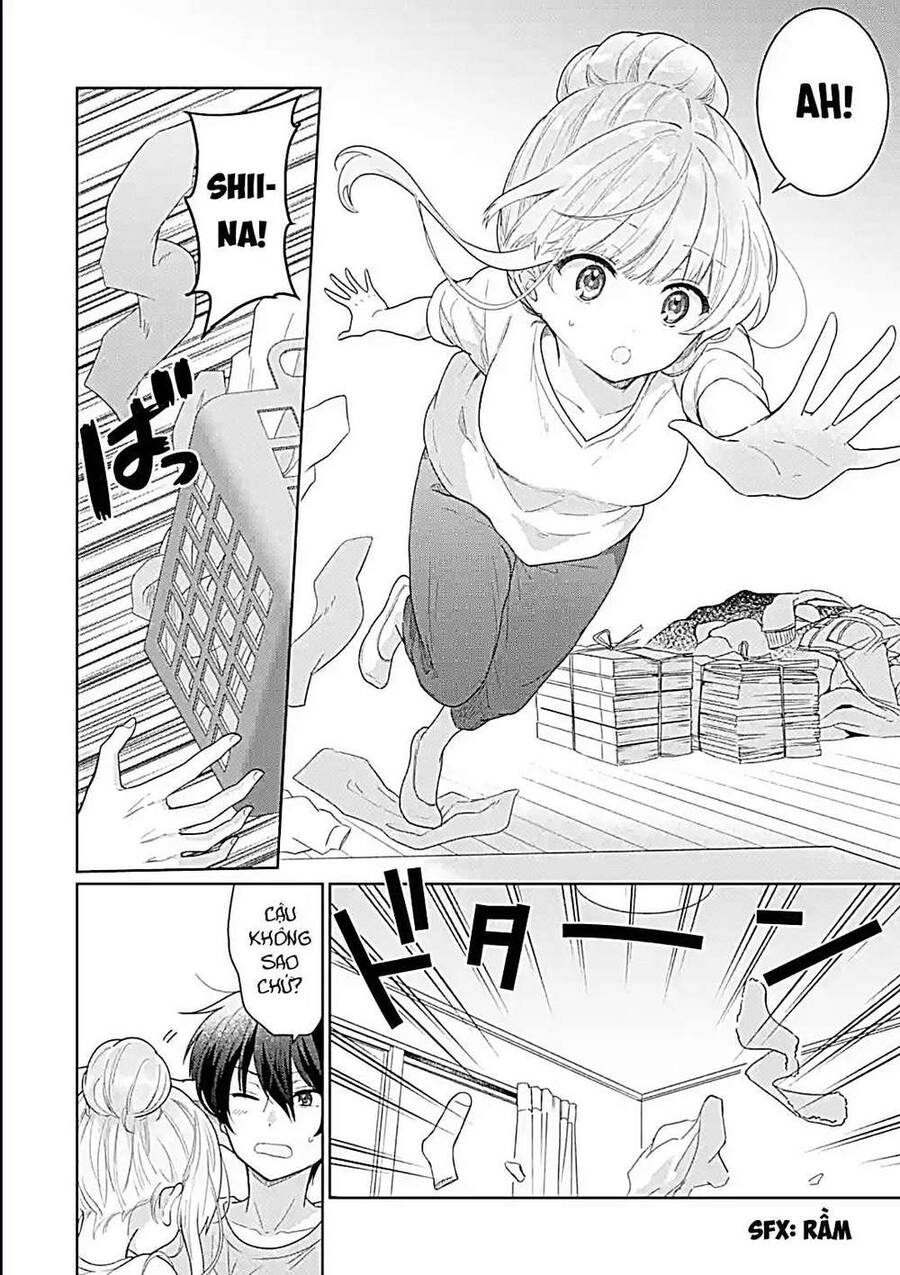 AH!
SHII-
NA!
ばっ
ドターン
CẬU
KHÔNG
SAO
CHỨ?
SFX: RẦM